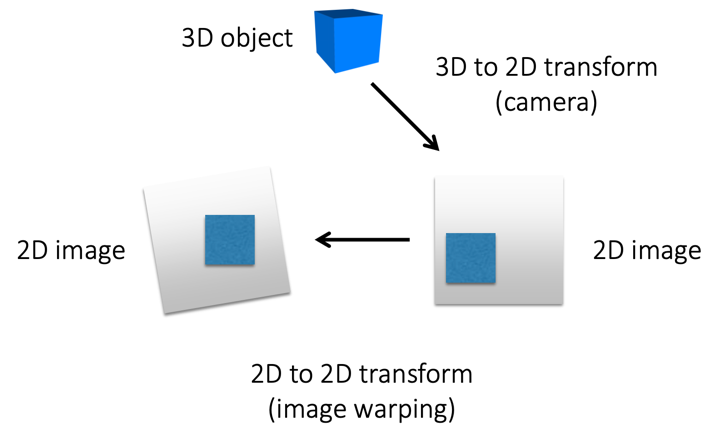 3D object
3D to 2D transform
(camera)
2D image
2D image
2D to 2D transform
(image warping)